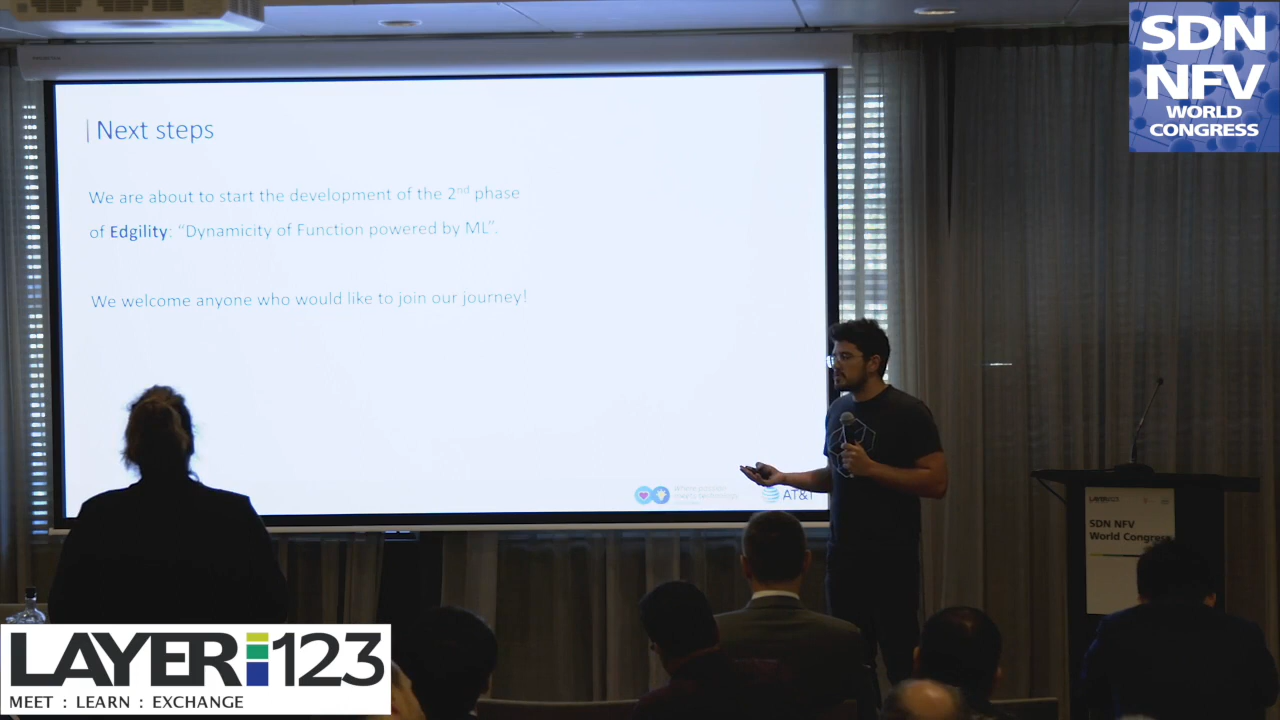 SDN
NFV
WORLD
CONGRESS
| Next steps
We are about to start the development of the 2nd phase
of Edgility: “Dynamicity of Function powered by ML”.
We welcome anyone who would like to join our journey!
AT&T
SDN NFV
World Congress
LAYER123
MEET : LEARN : EXCHANGE